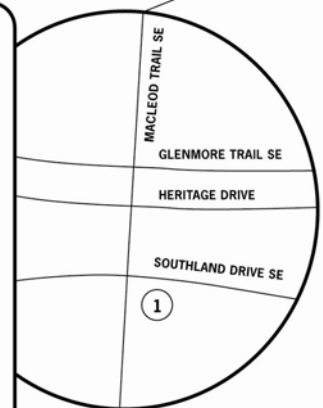 MACLEOD TRAIL SE
GLENMORE TRAIL SE
HERITAGE DRIVE
SOUTHLAND DRIVE SE
1